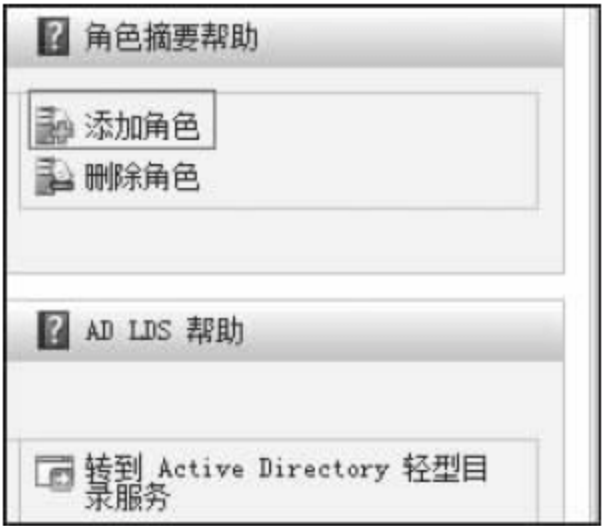 角色摘要帮助
添加角色
删除角色
AD LDS 帮助
转到 Active Directory 轻型目
录服务